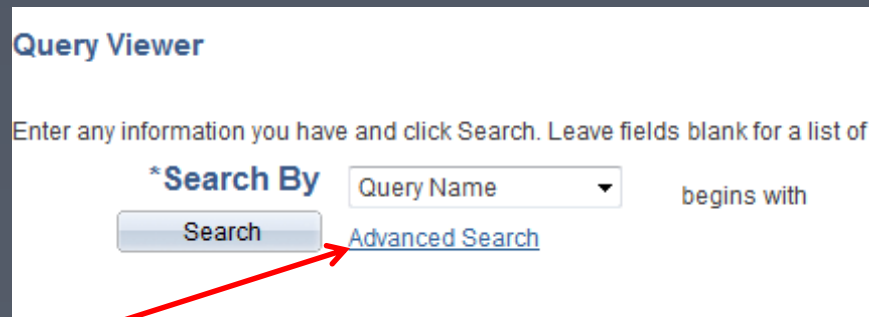 Query Viewer
Enter any information you have and click Search. Leave fields blank for a list of
*Search By Query Name begins with
Search Advanced Search